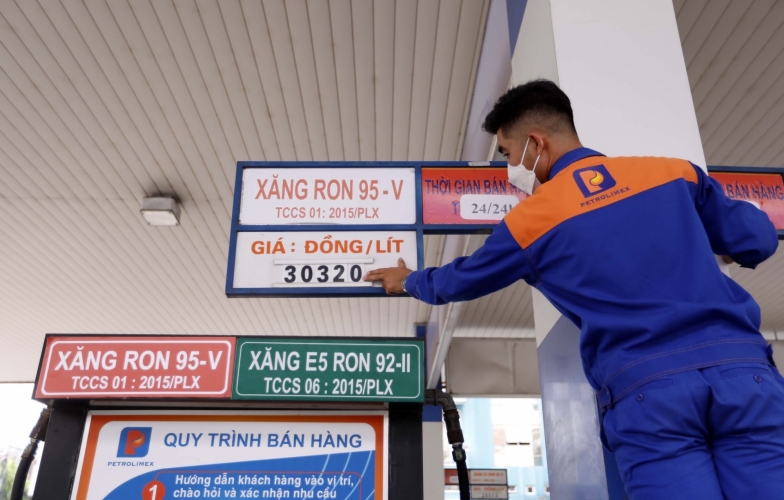 XĂNG RON 95-V
TCCS 01: 2015/PLX
GIÁ : ĐỒNG/LÍT
30320
THỜI GIAN BÁN
24/24
BÁN HÀNG
PETROLIMEX
XĂNG RON 95-V
TCCS 01 : 2015/PLX
XĂNG E5 RON 92-II
TCCS 06 : 2015/PLX
PETROLIMEX
QUY TRÌNH BÁN HÀNG
1 Hướng dẫn khách hàng vào vị trí,
chào hỏi và xác nhận nhu cầu